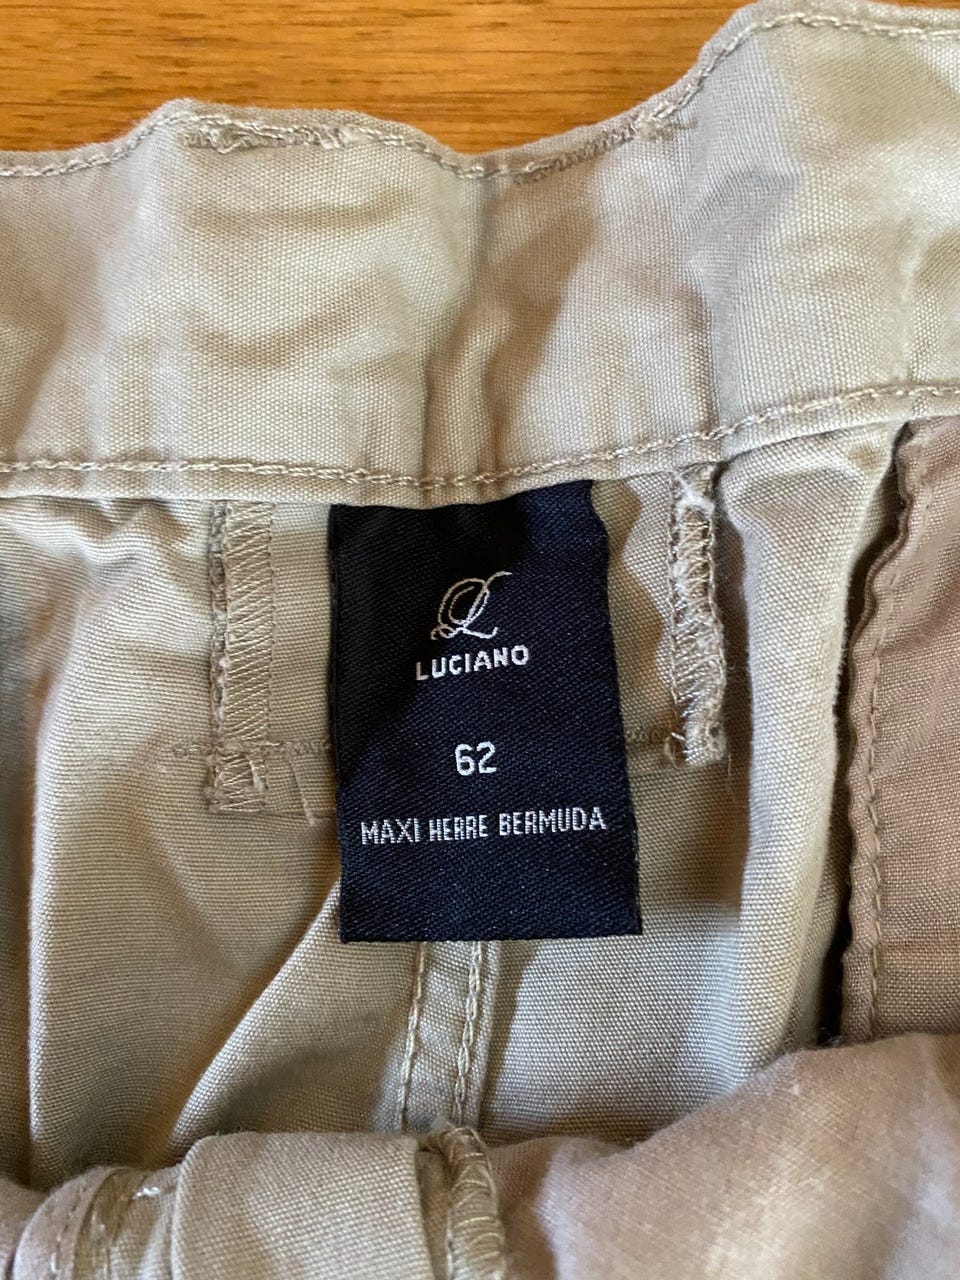 L
LUCIANO
62
MAXI HERRE BERMUDA